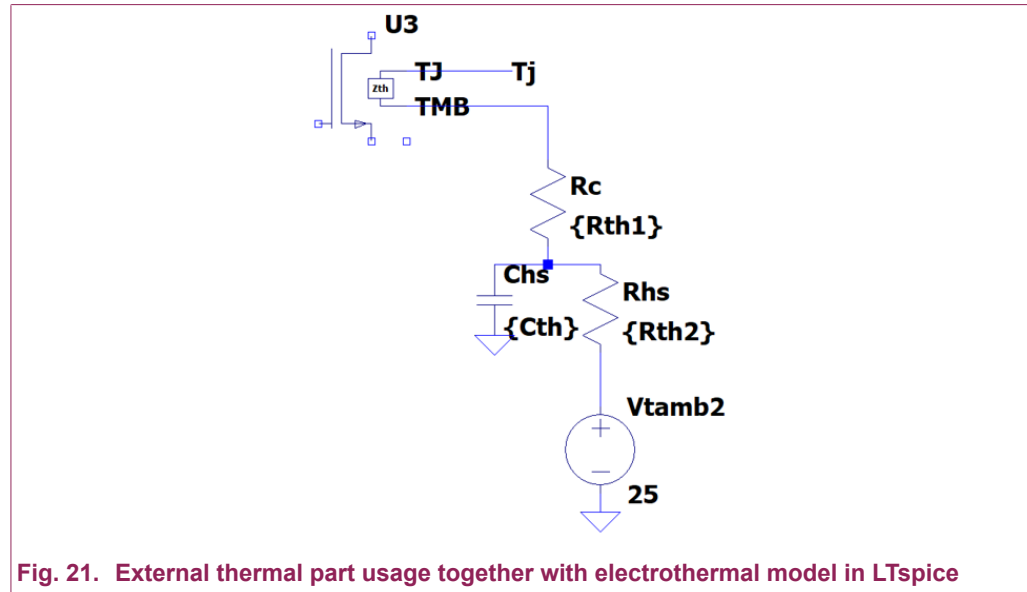 U3
TJ
Tj
Zth
TMB
Rc
{Rth1}
Chs
Rhs
{Cth}
{Rth2}
Vtamb2
25
Fig. 21. External thermal part usage together with electrothermal model in LTspice